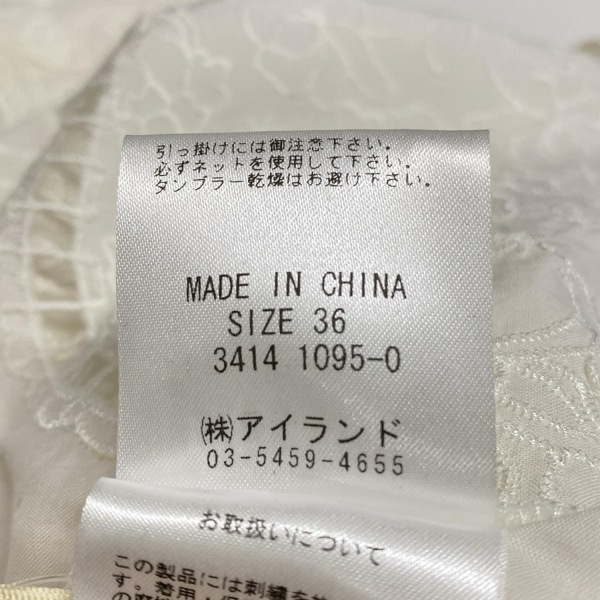 引っ掛けには御注意下さい。
必ずネットを使用して下さい。
タンブラー乾燥はお避け下さい。
MADE IN CHINA
SIZE 36
3414 1095-0
㈱アイランド
03-5459-4655
お取扱いについて
この製品には刺繍を
す。着用・